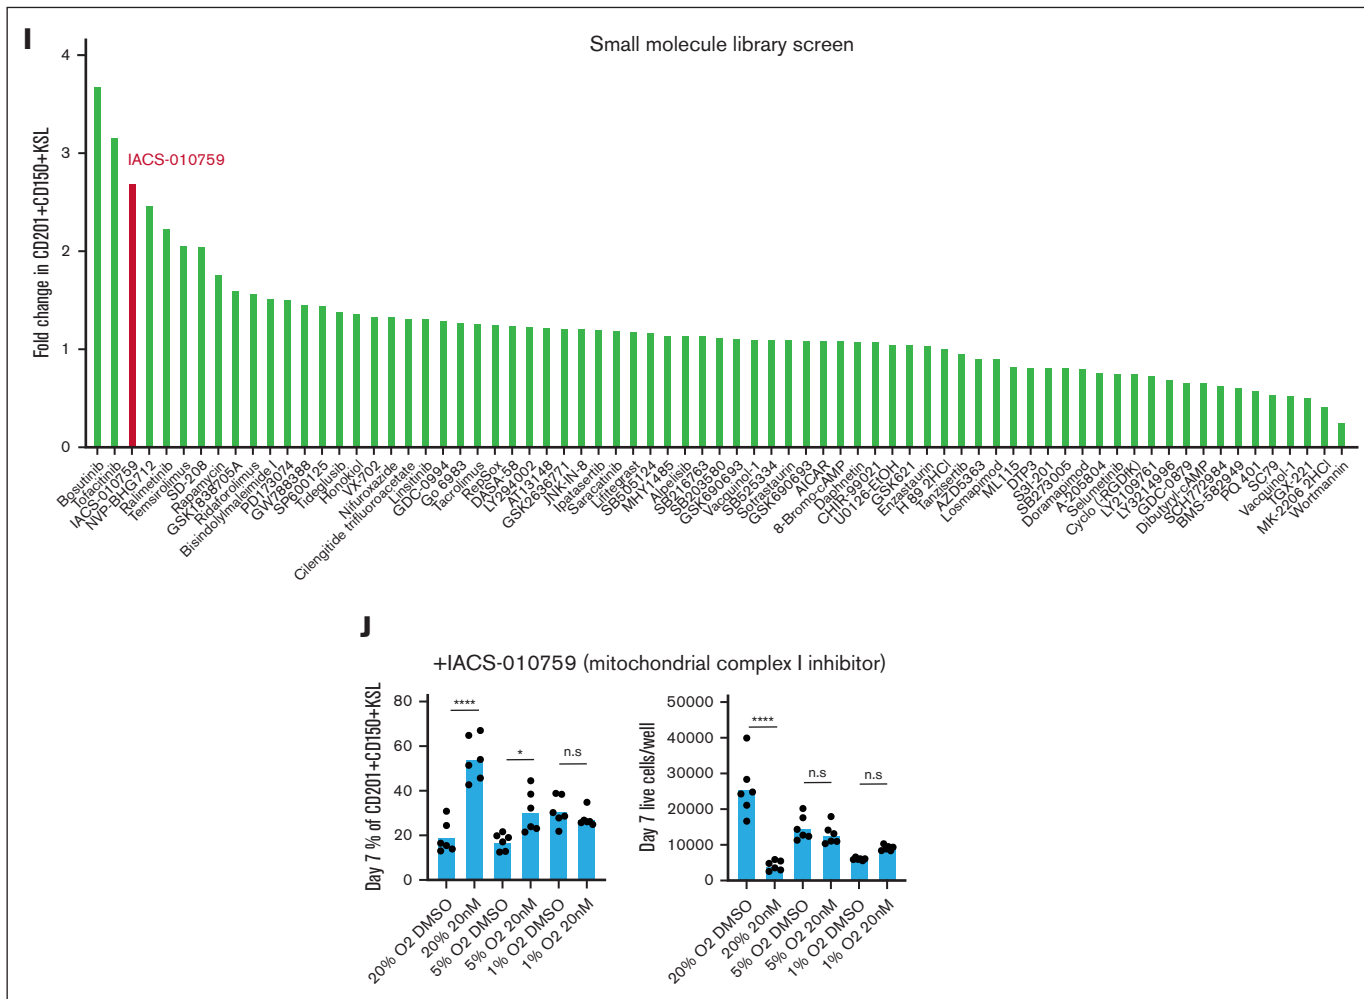 I
Small molecule library screen
Fold change in CD201+CD150+KSL
4
3
2
1
0
IACS-010759
Bosutinib
Tofacitinib
IACS-010759
NVP-BHG712
Ralimetinib
Temsirolimus
SD-208
Rapamycin
GSK1838705A
Ridaforolimus
Bisindolylmaleimide I
PD173074
GW788388
SP600125
Tideglusib
Honokiol
VX-702
Nifuroxazide
Cilengitide trifluoroacetate
Linsitinib
GDC-0994
Go 6983
Tacrolimus
RepSox
DASA-58
LY294002
AT13148
GSK2636771
JNK-IN-8
Ipatasertib
Saracatinib
Lifitegrast
SB505124
MHY1485
Alpelisib
SB216763
SB203580
GSK690693
Vacquinol-1
SB525334
Sotrastaurin
GSK690693
AICAR
8-Bromo-cAMP
Daphnetin
CHIR-99021
U0126-EtOH
GSK621
Enzastaurin
H 89 2HCl
Tanzisertib
AZD5363
Losmapimod
ML115
DTP3
SBI-201
SB273005
Doramapimod
A-205804
Selumetinib
Cyclo (-RGDfK)
LY2109761
LY3214996
GDC-0879
Dibutyryl-cAMP
SCH772984
BMS-582949
PQ 401
SC79
Vacquinol-1
TGX-221
MK-2206 2HCl
Wortmannin
J
+IACS-010759 (mitochondrial complex I inhibitor)
Day 7 % of CD201+CD150+KSL
80
60
40
20
0
****
*
n.s
20% O2 DMSO
20% 20nM
5% O2 DMSO
5% O2 20nM
1% O2 DMSO
1% O2 20nM
Day 7 live cells/well
50000
40000
30000
20000
10000
0
****
n.s
n.s
20% O2 DMSO
20% 20nM
5% O2 DMSO
5% O2 20nM
1% O2 DMSO
1% O2 20nM